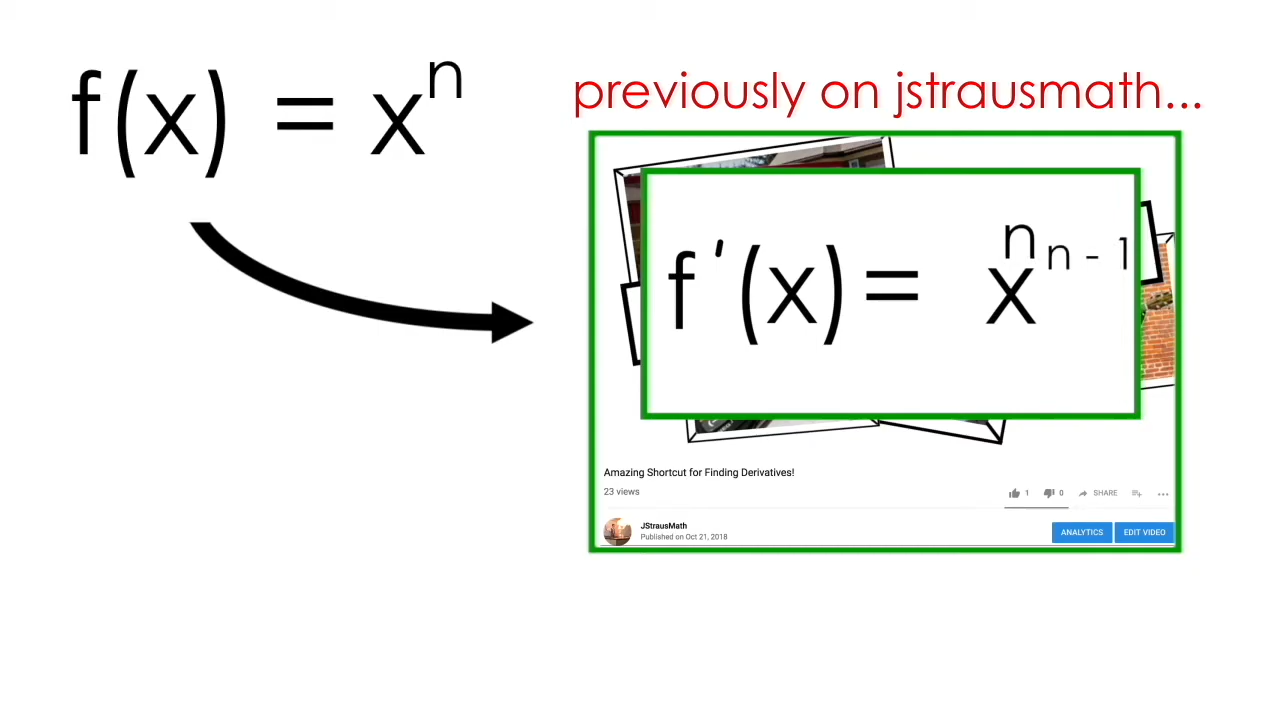 f(x) = xⁿ
previously on jstrausmath...
f'(x) = xⁿ ⁿ ⁻ ¹
Amazing Shortcut for Finding Derivatives!
23 views
1 0 SHARE
JStrausMath
Published on Oct 21, 2018
ANALYTICS EDIT VIDEO